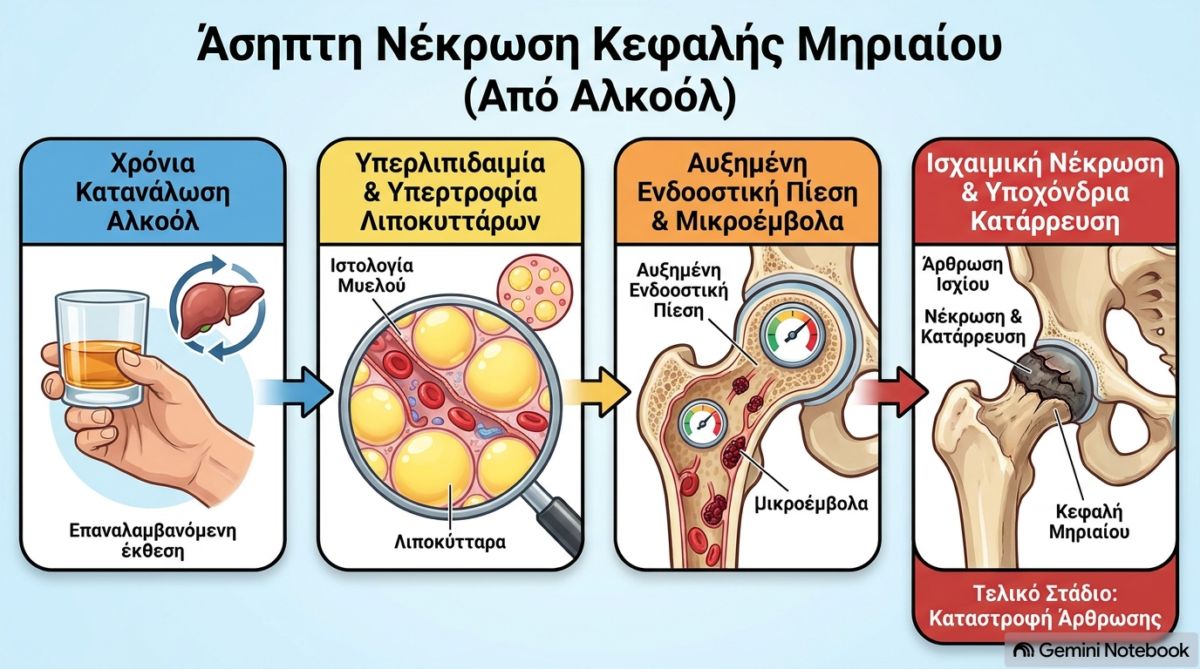 Άσηπτη Νέκρωση Κεφαλής Μηριαίου
(Από Αλκοόλ)
Χρόνια
Κατανάλωση
Αλκοόλ
Επαναλαμβανόμενη
έκθεση
Υπερλιπιδαιμία
& Υπερτροφία
Λιποκυττάρων
Ιστολογία
Μυελού
Λιποκύτταρα
Αυξημένη
Ενδοοστική Πίεση
& Μικροέμβολα
Αυξημένη
Ενδοοστική
Πίεση
Μικροέμβολα
Ισχαιμική Νέκρωση
& Υποχόνδρια
Κατάρρευση
Άρθρωση
Ισχίου
Νέκρωση &
Κατάρρευση
Κεφαλή
Μηριαίου
Τελικό Στάδιο:
Καταστροφή Άρθρωσης
Gemini Notebook